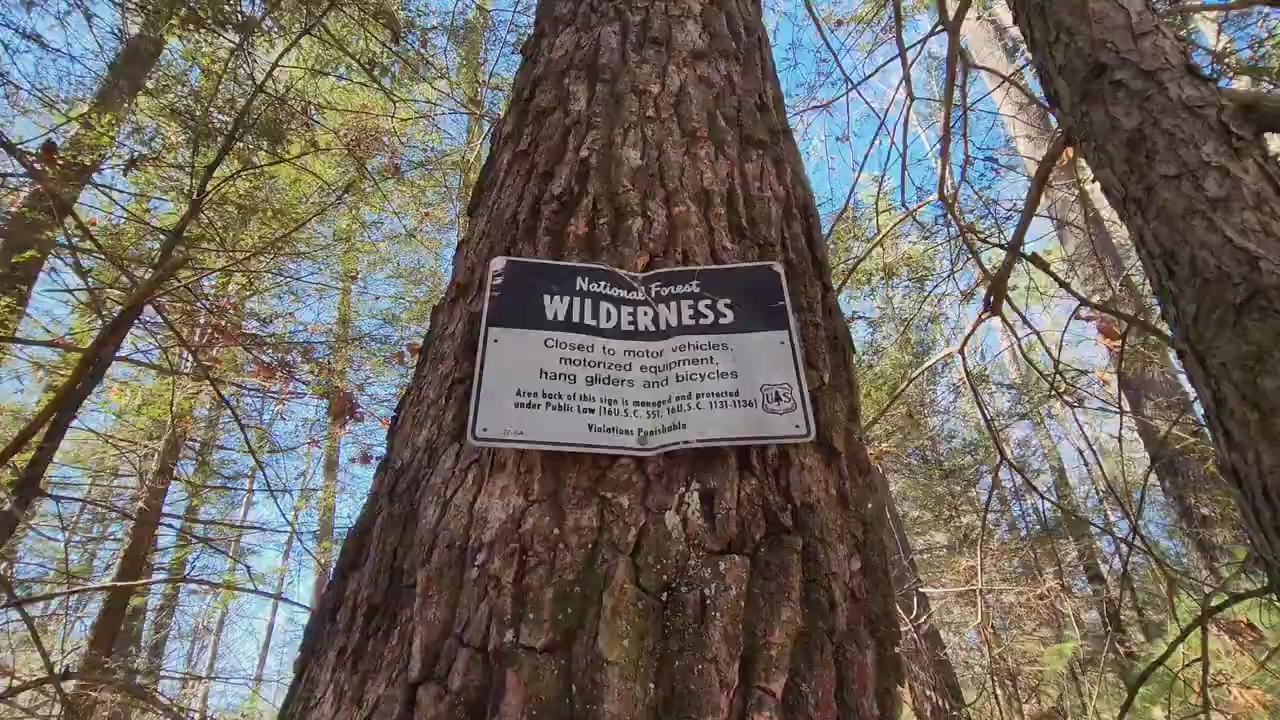 National Forest
WILDERNESS
Closed to motor vehicles,
motorized equipment,
hang gliders and bicycles
Area back of this sign is managed and protected
under Public Law (16U.S.C. 551; 16U.S.C. 1131-1136)
UAS
Violations Punishable